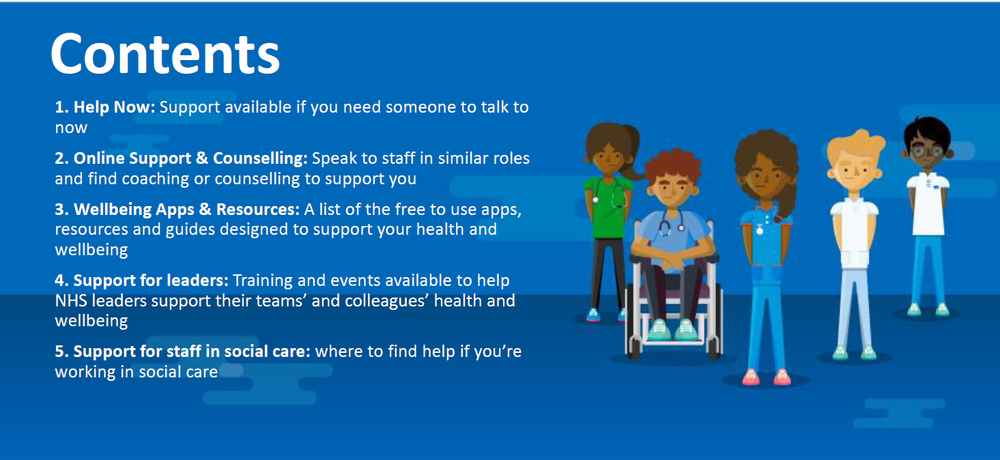 Contents
1. Help Now: Support available if you need someone to talk to
now
2. Online Support & Counselling: Speak to staff in similar roles
and find coaching or counselling to support you
3. Wellbeing Apps & Resources: A list of the free to use apps,
resources and guides designed to support your health and
wellbeing
4. Support for leaders: Training and events available to help
NHS leaders support their teams’ and colleagues’ health and
wellbeing
5. Support for staff in social care: where to find help if you’re
working in social care